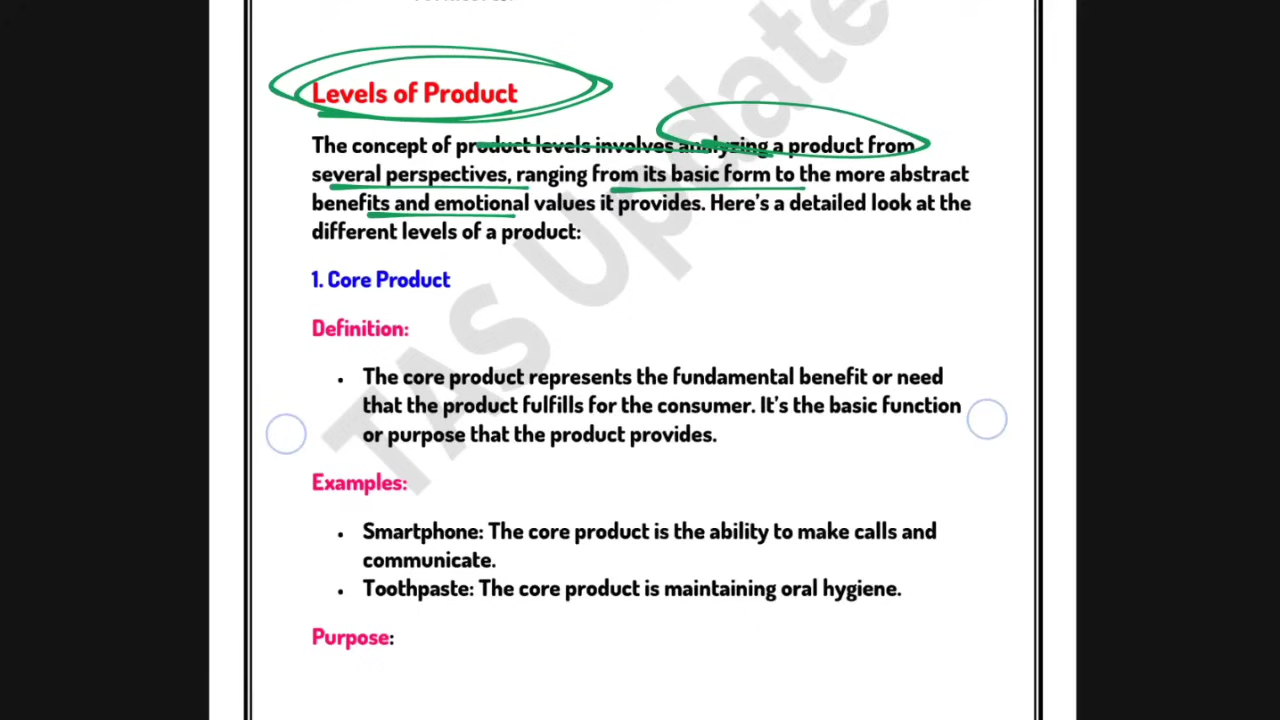 Levels of Product
The concept of product levels involves analyzing a product from
several perspectives, ranging from its basic form to the more abstract
benefits and emotional values it provides. Here's a detailed look at the
different levels of a product:
1. Core Product
Definition:
• The core product represents the fundamental benefit or need
that the product fulfills for the consumer. It's the basic function
or purpose that the product provides.
Examples:
• Smartphone: The core product is the ability to make calls and
communicate.
• Toothpaste: The core product is maintaining oral hygiene.
Purpose:
TAS Update